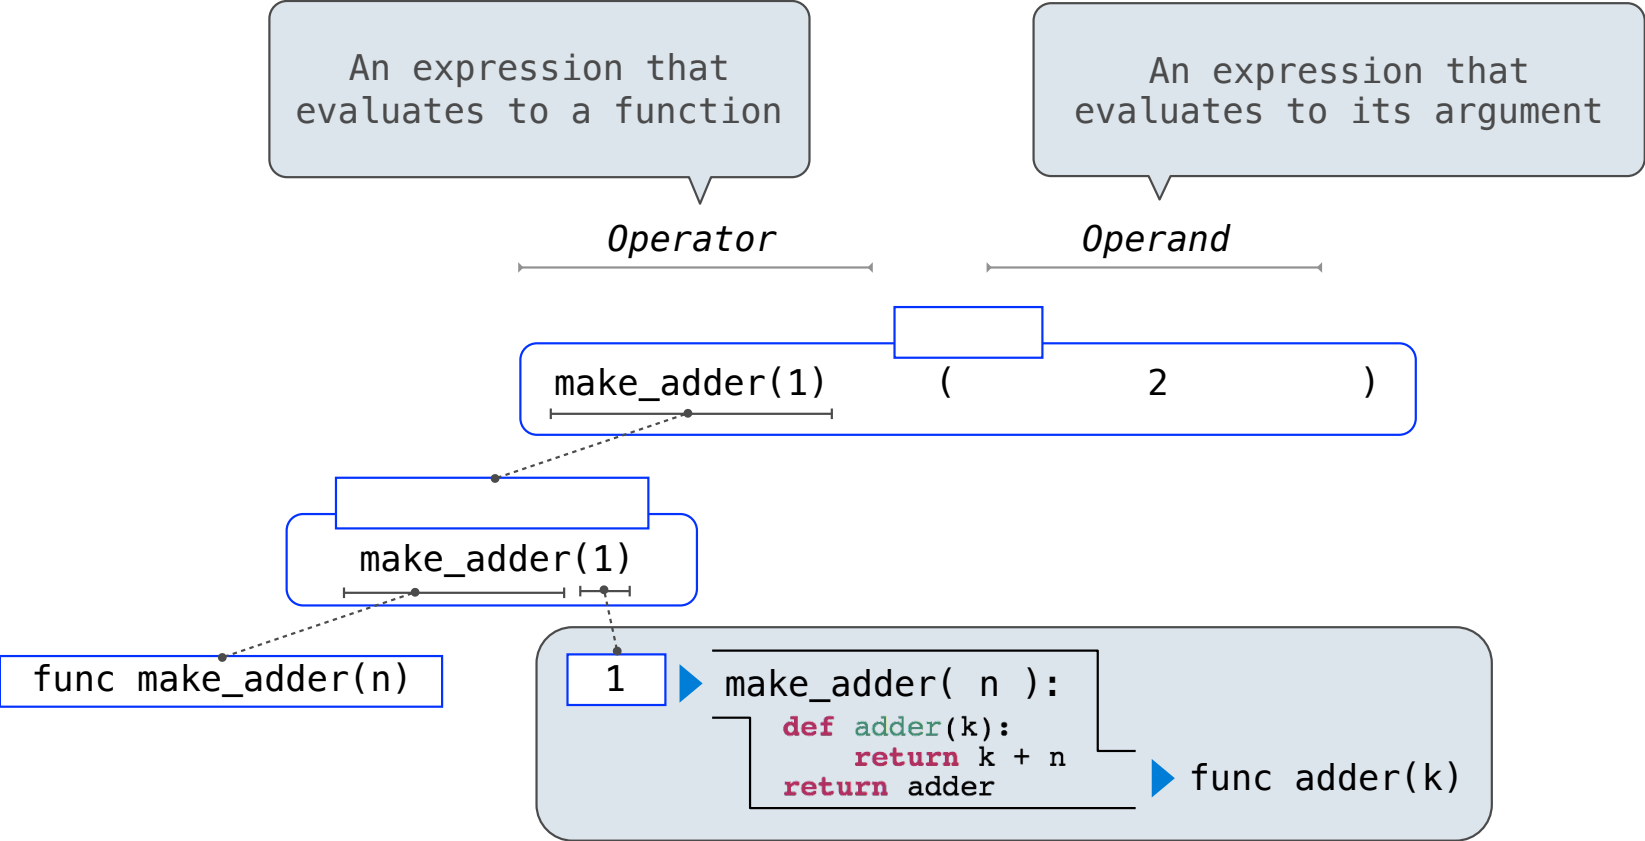 An expression that
evaluates to a function
An expression that
evaluates to its argument
Operator
Operand
make_adder(1) ( 2 )
make_adder(1)
func make_adder(n)
1
make_adder( n ):
def adder(k):
return k + n
return adder
func adder(k)